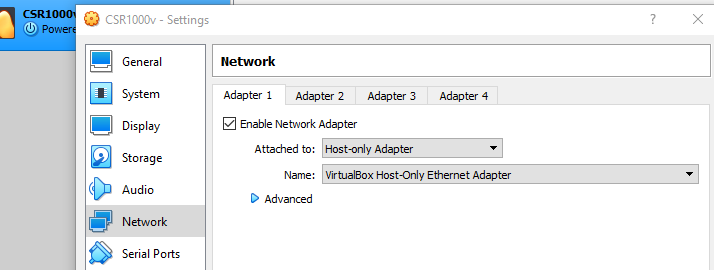 CSR1000v
Powere
CSR1000v - Settings
?
General
System
Display
Storage
Audio
Network
Serial Ports
Network
Adapter 1 Adapter 2 Adapter 3 Adapter 4
Enable Network Adapter
Attached to: Host-only Adapter
Name: VirtualBox Host-Only Ethernet Adapter
Advanced